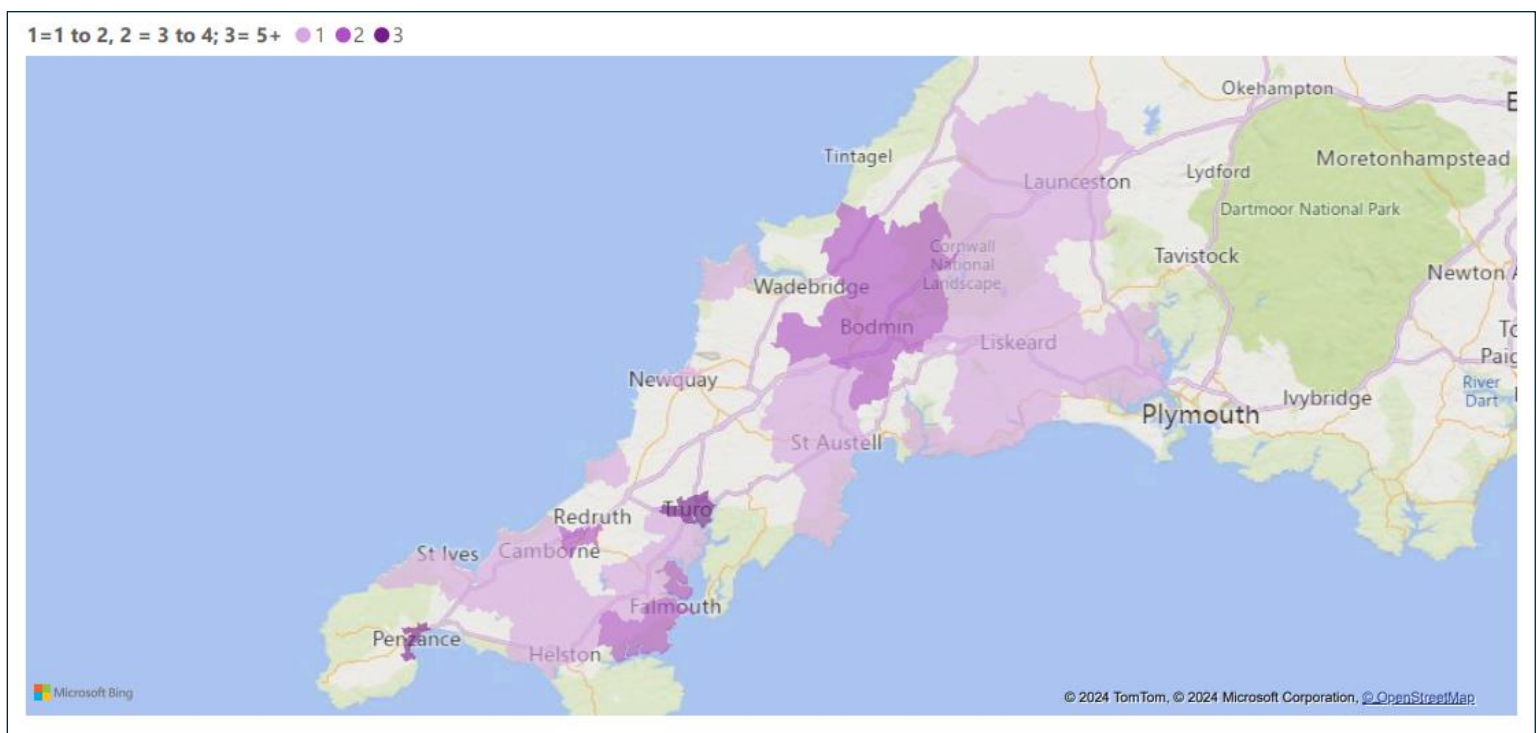 1=1 to 2, 2 = 3 to 4; 3= 5+ 1 2 3
Okehampton
E
Tintagel
Moretonhampstead
Lydford
Launceston
Dartmoor National Park
Cornwall
National
Landscape
Tavistock
Newton A
Wadebridge
Bodmin
Liskeard
To
Paig
Newquay
River
Dart
Ivybridge
Plymouth
St Austell
Truro
Redruth
St Ives
Camborne
Falmouth
Penzance
Helston
Microsoft Bing
© 2024 TomTom, © 2024 Microsoft Corporation, © OpenStreetMap